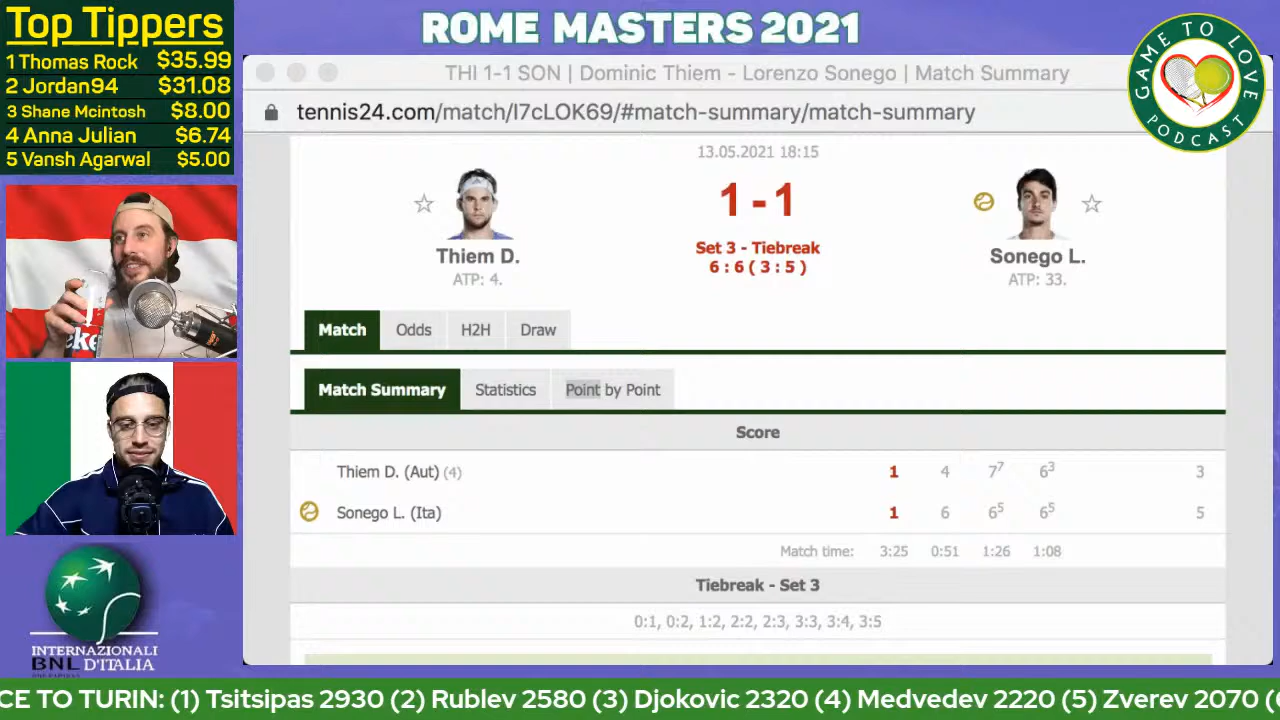 Top Tippers
1 Thomas Rock $35.99
2 Jordan94 $31.08
3 Shane Mcintosh $8.00
4 Anna Julian $6.74
5 Vansh Agarwal $5.00
ROME MASTERS 2021
GAME TO LOVE
PODCAST
THI 1-1 SON | Dominic Thiem - Lorenzo Sonego | Match Summary
tennis24.com/match/I7cLOK69/#match-summary/match-summary
13.05.2021 18:15
1 - 1
Thiem D.
ATP: 4.
Set 3 - Tiebreak
6 : 6 ( 3 : 5 )
Sonego L.
ATP: 33.
Match Odds H2H Draw
Match Summary Statistics Point by Point
Score
Thiem D. (Aut) (4) 1 4 7⁷ 6³ 3
Sonego L. (Ita) 1 6 6⁵ 6⁵ 5
Match time: 3:25 0:51 1:26 1:08
Tiebreak - Set 3
0:1, 0:2, 1:2, 2:2, 2:3, 3:3, 3:4, 3:5
eke
INTERNAZIONALI
BNL D'ITALIA
CE TO TURIN: (1) Tsitsipas 2930 (2) Rublev 2580 (3) Djokovic 2320 (4) Medvedev 2220 (5) Zverev 2070 (